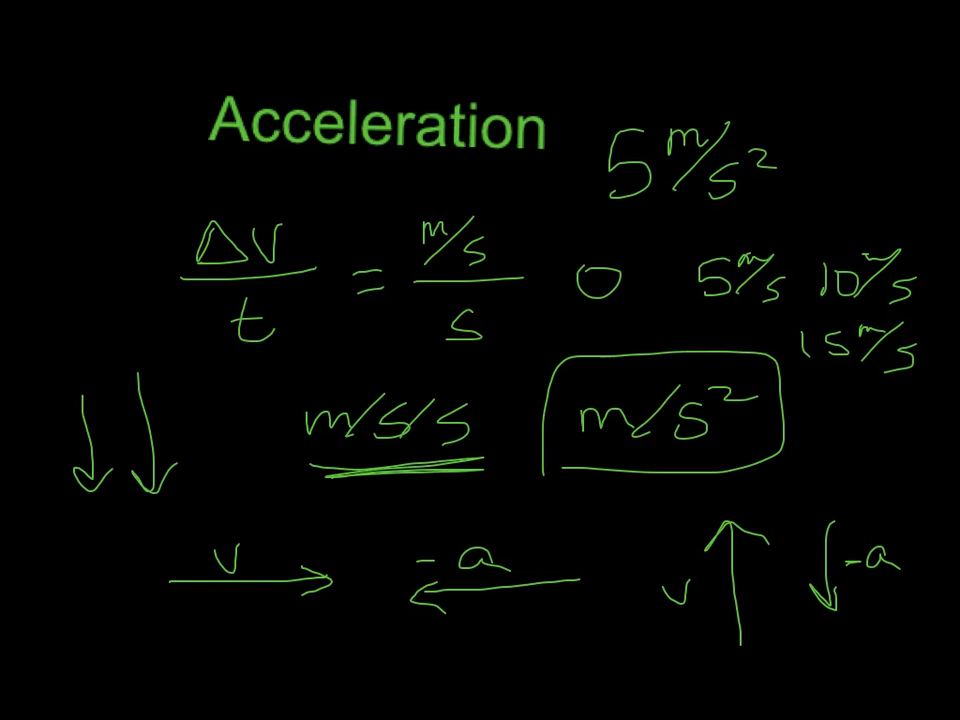 Acceleration
5 m/s²
Δv/t = m/s/s
0 5 m/s 10 m/s
15 m/s
m/s/s
m/s²
v
-a
v
-a